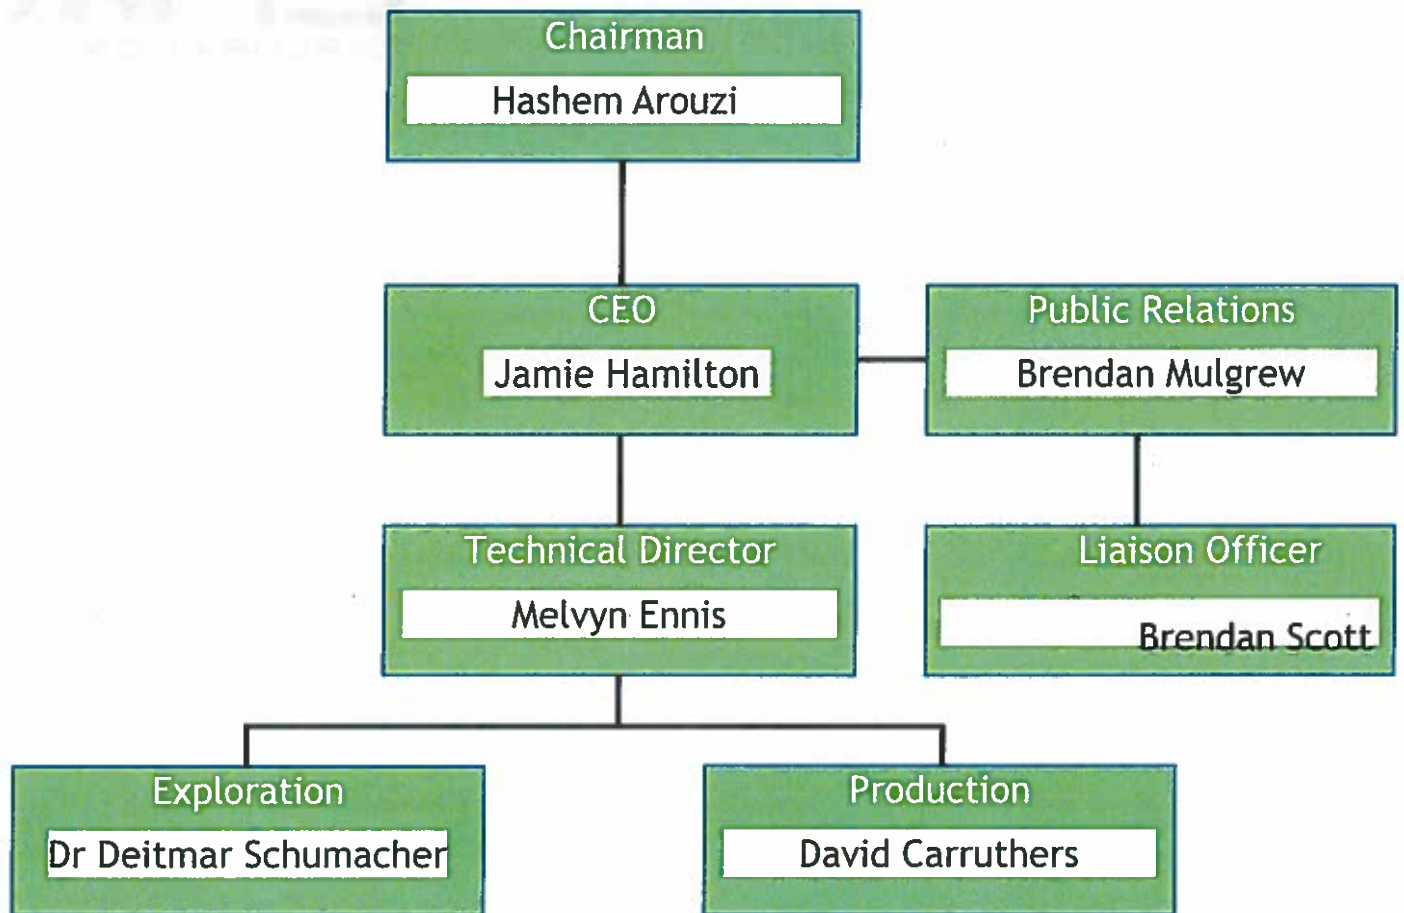 Chairman
Hashem Arouzi
CEO
Jamie Hamilton
Public Relations
Brendan Mulgrew
Technical Director
Melvyn Ennis
Liaison Officer
Brendan Scott
Exploration
Dr Deitmar Schumacher
Production
David Carruthers